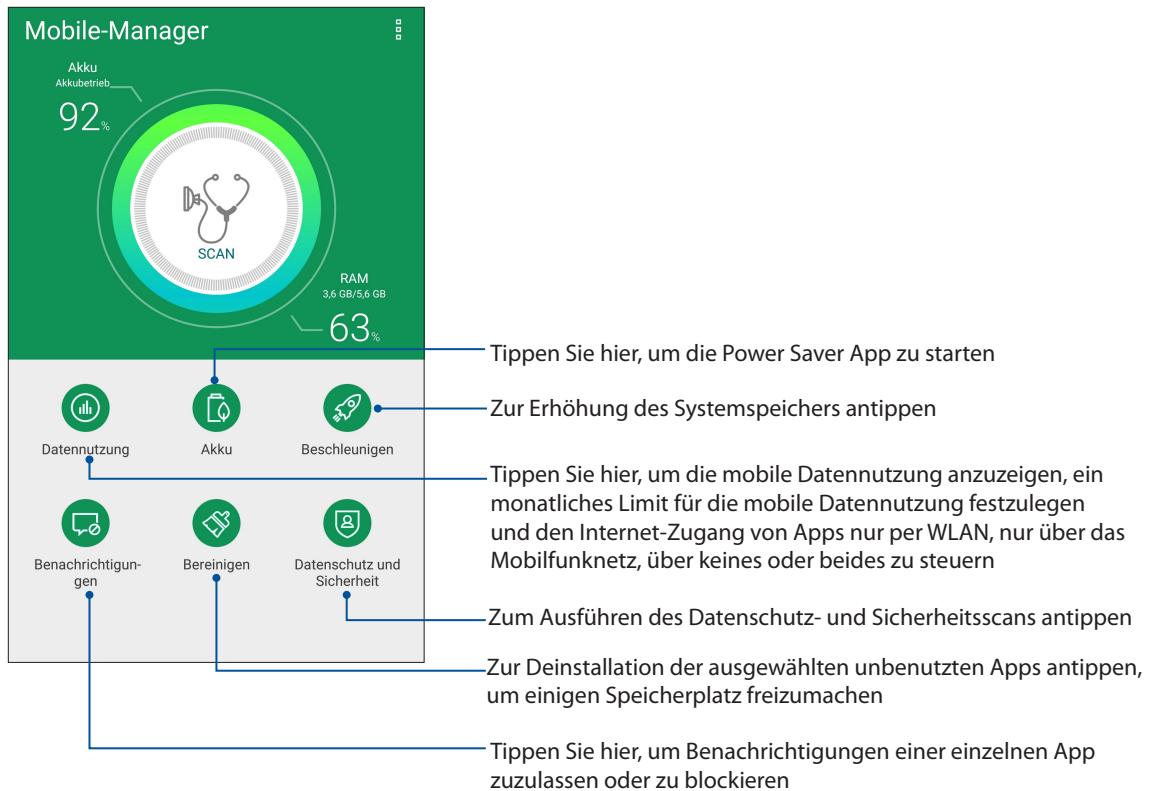 Mobile-Manager
Akku
Akkubetrieb
92%
SCAN
RAM
3,6 GB/5,6 GB
63%
Datennutzung
Akku
Beschleunigen
Benachrichtigun-
gen
Bereinigen
Datenschutz und
Sicherheit
Tippen Sie hier, um die Power Saver App zu starten
Zur Erhöhung des Systemspeichers antippen
Tippen Sie hier, um die mobile Datennutzung anzuzeigen, ein
monatliches Limit für die mobile Datennutzung festzulegen
und den Internet-Zugang von Apps nur per WLAN, nur über das
Mobilfunknetz, über keines oder beides zu steuern
Zum Ausführen des Datenschutz- und Sicherheitsscans antippen
Zur Deinstallation der ausgewählten unbenutzten Apps antippen,
um einigen Speicherplatz freizumachen
Tippen Sie hier, um Benachrichtigungen einer einzelnen App
zuzulassen oder zu blockieren